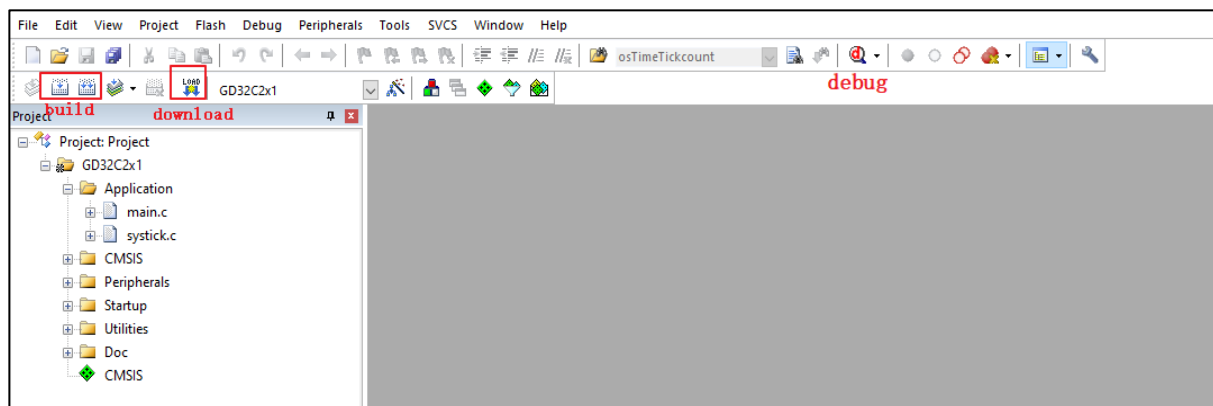 File Edit View Project Flash Debug Peripherals Tools SVCS Window Help
osTimeTickcount
debug
LOAD GD32C2x1
build download
Project
Project: Project
GD32C2x1
Application
main.c
systick.c
CMSIS
Peripherals
Startup
Utilities
Doc
CMSIS